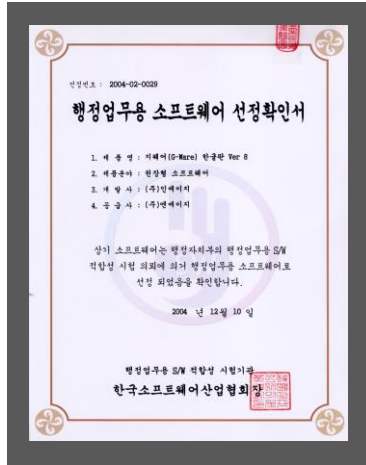 선정번호 : 2004-02-0029
행정업무용 소프트웨어 선정확인서
1. 제 품 명 : 지웨어(G-Ware) 한글판 Ver 8
2. 제품분야 : 현장형 소프트웨어
3. 개 발 사 : (주)인에이지
4. 공 급 사 : (주)앤에이지
상기 소프트웨어는 행정자치부의 행정업무용 S/W
적합성 시험 의뢰에 의거 행정업무용 소프트웨어로
선정 되었음을 확인합니다.
2004 년 12월 10 일
행정업무용 S/W 적합성 시험기관
한국소프트웨어산업협회장